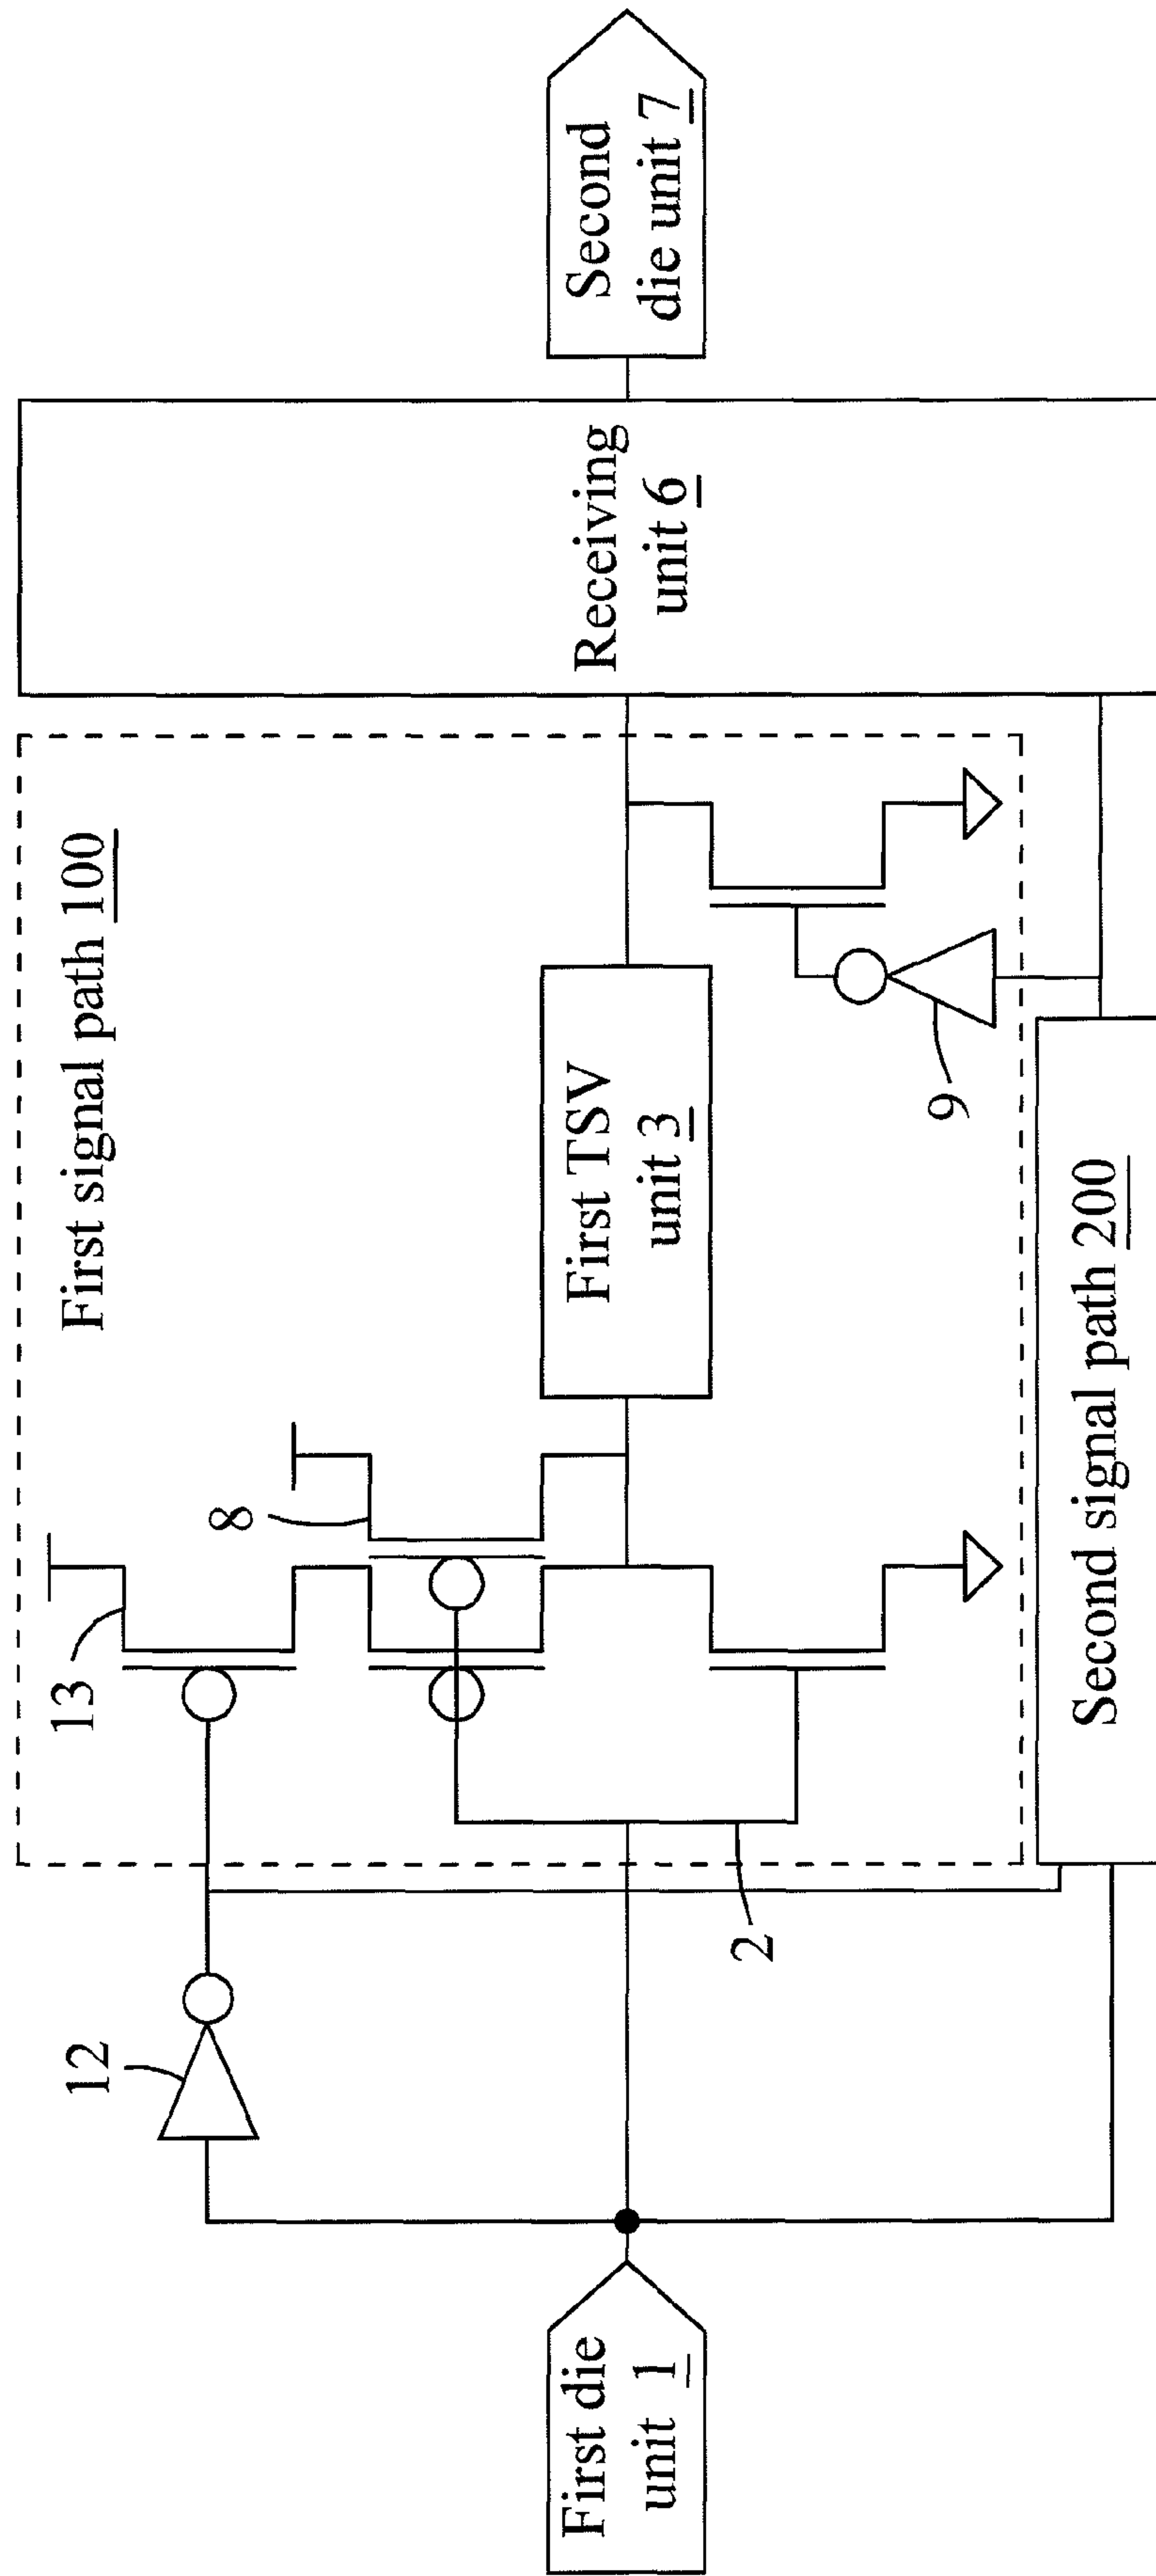 First signal path 100
13
8
12
First die
unit 1
2
First TSV
unit 3
9
Receiving
unit 6
Second
die unit 7
Second signal path 200